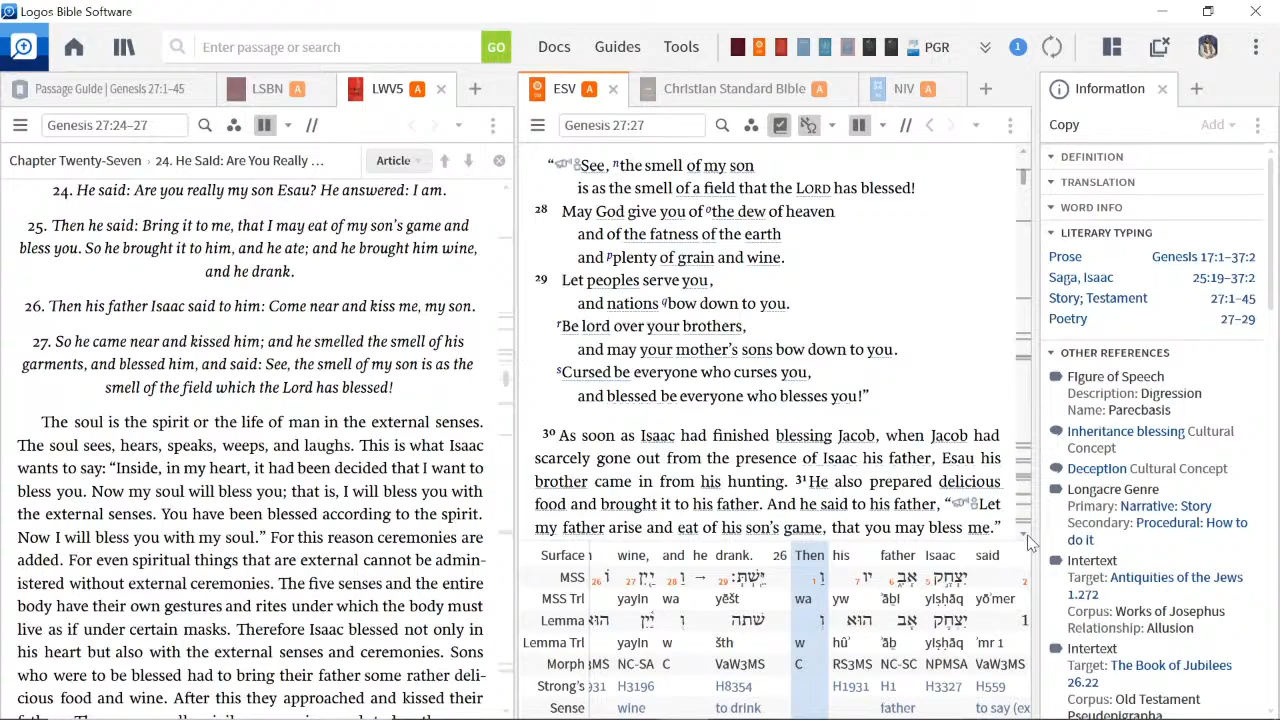 Logos Bible Software
Enter passage or search
GO
Docs
Guides
Tools
PGR
1
Passage Guide | Genesis 27:1–45
LSBN A
LWV5 A
Genesis 27:24–27
Chapter Twenty-Seven › 24. He Said: Are You Really …
Article
24. He said: Are you really my son Esau? He answered: I am.
25. Then he said: Bring it to me, that I may eat of my son’s game and
bless you. So he brought it to him, and he ate; and he brought him wine,
and he drank.
26. Then his father Isaac said to him: Come near and kiss me, my son.
27. So he came near and kissed him; and he smelled the smell of his
garments, and blessed him, and said: See, the smell of my son is as the
smell of the field which the Lord has blessed!
The soul is the spirit or the life of man in the external senses.
The soul sees, hears, speaks, weeps, and laughs. This is what Isaac
wants to say: “Inside, in my heart, it had been decided that I want to
bless you. Now my soul will bless you; that is, I will bless you with
the external senses. You have been blessed according to the spirit.
Now I will bless you with my soul.” For this reason ceremonies are
added. For even spiritual things that are external cannot be admin-
istered without external ceremonies. The five senses and the entire
body have their own gestures and rites under which the body must
live as if under certain masks. Therefore Isaac blessed not only in
his heart but also with the external senses and ceremonies. Sons
who were to be blessed had to bring their father some rather deli-
cious food and wine. After this they approached and kissed their
ESV A
Christian Standard Bible A
NIV A
Genesis 27:27
“See, n the smell of my son
is as the smell of a field that the LORD has blessed!
28 May God give you of o the dew of heaven
and of the fatness of the earth
and p plenty of grain and wine.
29 Let peoples serve you,
and nations q bow down to you.
r Be lord over your brothers,
and may your mother’s sons bow down to you.
s Cursed be everyone who curses you,
and blessed be everyone who blesses you!”
30 As soon as Isaac had finished blessing Jacob, when Jacob had
scarcely gone out from the presence of Isaac his father, Esau his
brother came in from his hunting. 31 He also prepared delicious
food and brought it to his father. And he said to his father, “Let
my father arise and eat of his son’s game, that you may bless me.”
Surface wine, and he drank. 26 Then his father Isaac said
MSS וֹ 26 יַּיִן 27 וַ 28 → יֵּשְׁתְּ׃ 29 וַ 1 יו 7 אָבִ 6 יִצְחָק 5 2
MSS Trl yayin wa yēšt wa yw ʾābi yiṣḥāq yōʾmer
Lemma הוּא יַיִן וְ שׁתה וְ הוּא אָב יִצְחָק 1
Lemma Trl yayin w šth w hûʾ ʾāb yiṣḥāq ʾmr 1
Morph 3MS NC-SA C VaW3MS C RS3MS NC-SC NPMSA VaW3MS
Strong’s 931 H3196 H8354 H1931 H1 H3327 H559
Sense wine to drink father Isaac to say (ex
Information
Copy
Add
DEFINITION
TRANSLATION
WORD INFO
LITERARY TYPING
Prose Genesis 17:1–37:2
Saga, Isaac 25:19–37:2
Story; Testament 27:1–45
Poetry 27–29
OTHER REFERENCES
Figure of Speech
Description: Digression
Name: Parecbasis
Inheritance blessing Cultural
Concept
Deception Cultural Concept
Longacre Genre
Primary: Narrative: Story
Secondary: Procedural: How to
do it
Intertext
Target: Antiquities of the Jews
1.272
Corpus: Works of Josephus
Relationship: Allusion
Intertext
Target: The Book of Jubilees
26.22
Corpus: Old Testament
Pseudepigrapha